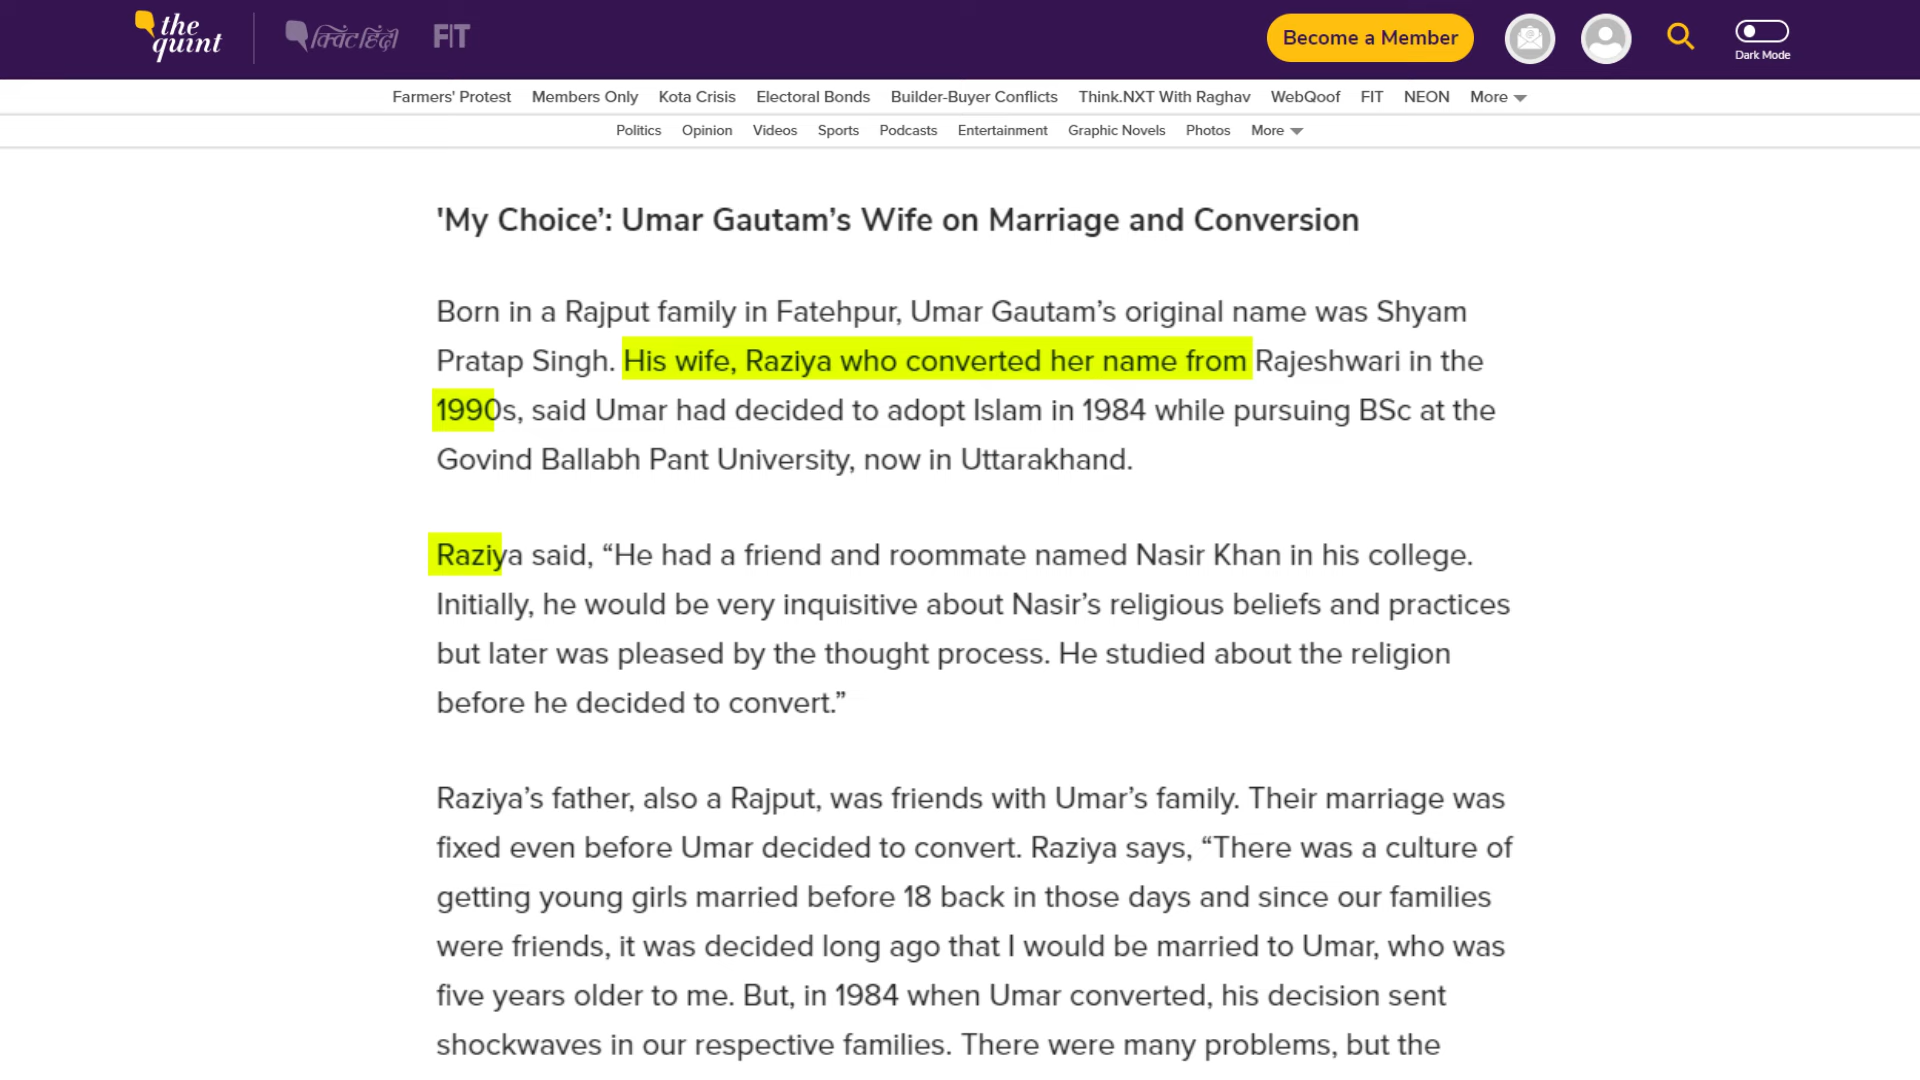 the quint
क्विंट हिंदी
FIT
Become a Member
Dark Mode
Farmers' Protest Members Only Kota Crisis Electoral Bonds Builder-Buyer Conflicts Think.NXT With Raghav WebQoof FIT NEON More
Politics Opinion Videos Sports Podcasts Entertainment Graphic Novels Photos More
'My Choice’: Umar Gautam’s Wife on Marriage and Conversion
Born in a Rajput family in Fatehpur, Umar Gautam’s original name was Shyam
Pratap Singh. His wife, Raziya who converted her name from Rajeshwari in the
1990s, said Umar had decided to adopt Islam in 1984 while pursuing BSc at the
Govind Ballabh Pant University, now in Uttarakhand.
Raziya said, “He had a friend and roommate named Nasir Khan in his college.
Initially, he would be very inquisitive about Nasir’s religious beliefs and practices
but later was pleased by the thought process. He studied about the religion
before he decided to convert.”
Raziya’s father, also a Rajput, was friends with Umar’s family. Their marriage was
fixed even before Umar decided to convert. Raziya says, “There was a culture of
getting young girls married before 18 back in those days and since our families
were friends, it was decided long ago that I would be married to Umar, who was
five years older to me. But, in 1984 when Umar converted, his decision sent
shockwaves in our respective families. There were many problems, but the